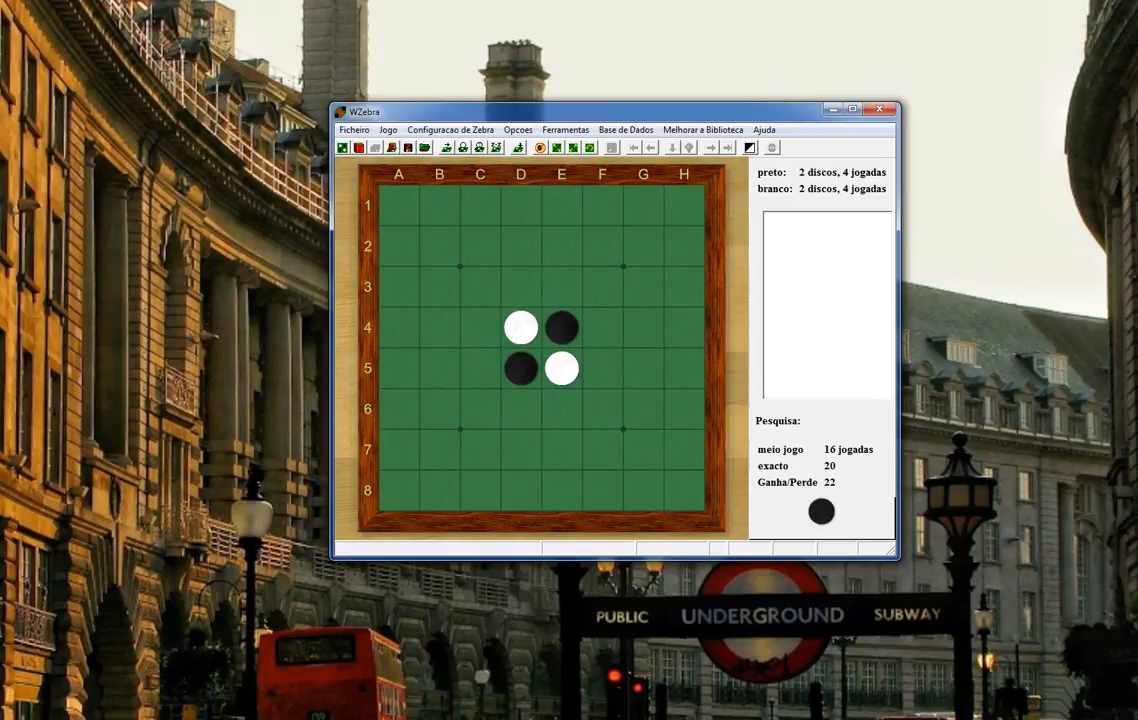 WZebra
Ficheiro Jogo Configuracao de Zebra Opcoes Ferramentas Base de Dados Melhorar a Biblioteca Ajuda
A B C D E F G H
1
2
3
4
5
6
7
8
preto: 2 discos, 4 jogadas
branco: 2 discos, 4 jogadas
Pesquisa:
meio jogo 16 jogadas
exacto 20
Ganha/Perde 22
PUBLIC UNDERGROUND SUBWAY